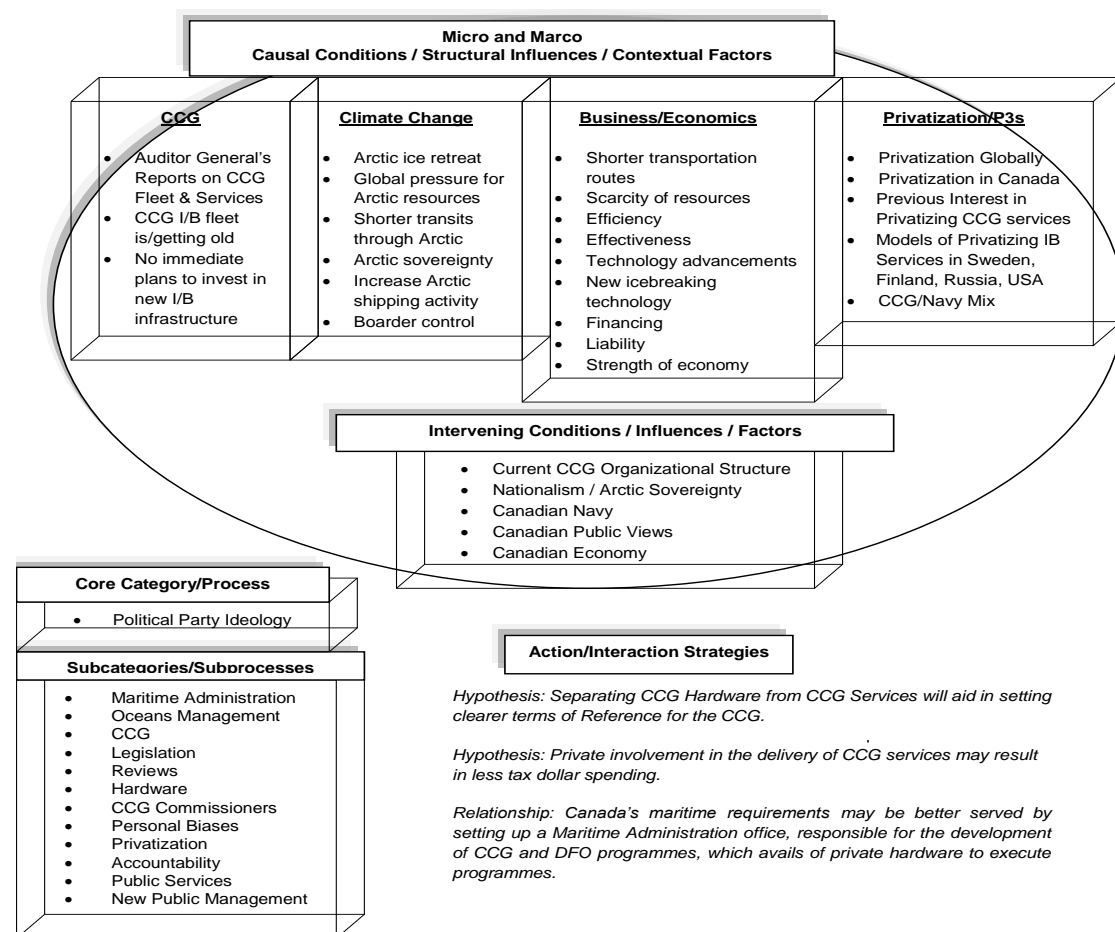 Micro and Marco
Causal Conditions / Structural Influences / Contextual Factors
CCG
• Auditor General's
Reports on CCG
Fleet & Services
• CCG I/B fleet
is/getting old
• No immediate
plans to invest in
new I/B
infrastructure
Climate Change
• Arctic ice retreat
• Global pressure for
Arctic resources
• Shorter transits
through Arctic
• Arctic sovereignty
• Increase Arctic
shipping activity
• Boarder control
Business/Economics
• Shorter transportation
routes
• Scarcity of resources
• Efficiency
• Effectiveness
• Technology advancements
• New icebreaking
technology
• Financing
• Liability
• Strength of economy
Privatization/P3s
• Privatization Globally
• Privatization in Canada
• Previous Interest in
Privatizing CCG services
• Models of Privatizing IB
Services in Sweden,
Finland, Russia, USA
• CCG/Navy Mix
Intervening Conditions / Influences / Factors
• Current CCG Organizational Structure
• Nationalism / Arctic Sovereignty
• Canadian Navy
• Canadian Public Views
• Canadian Economy
Core Category/Process
• Political Party Ideology
Subcategories/Subprocesses
• Maritime Administration
• Oceans Management
• CCG
• Legislation
• Reviews
• Hardware
• CCG Commissioners
• Personal Biases
• Privatization
• Accountability
• Public Services
• New Public Management
Action/Interaction Strategies
Hypothesis: Separating CCG Hardware from CCG Services will aid in setting
clearer terms of Reference for the CCG.
Hypothesis: Private involvement in the delivery of CCG services may result
in less tax dollar spending.
Relationship: Canada's maritime requirements may be better served by
setting up a Maritime Administration office, responsible for the development
of CCG and DFO programmes, which avails of private hardware to execute
programmes.